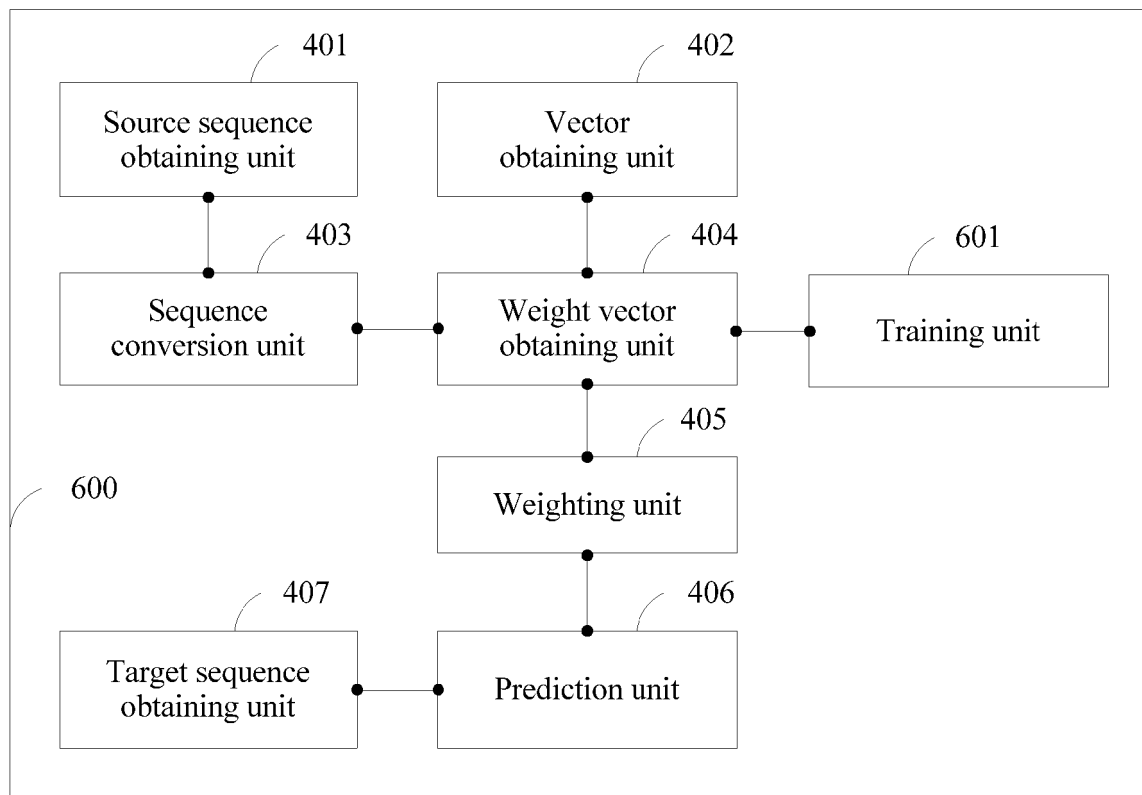 401
402
Source sequence
obtaining unit
Vector
obtaining unit
403
404
601
Sequence
conversion unit
Weight vector
obtaining unit
Training unit
405
600
Weighting unit
407
406
Target sequence
obtaining unit
Prediction unit